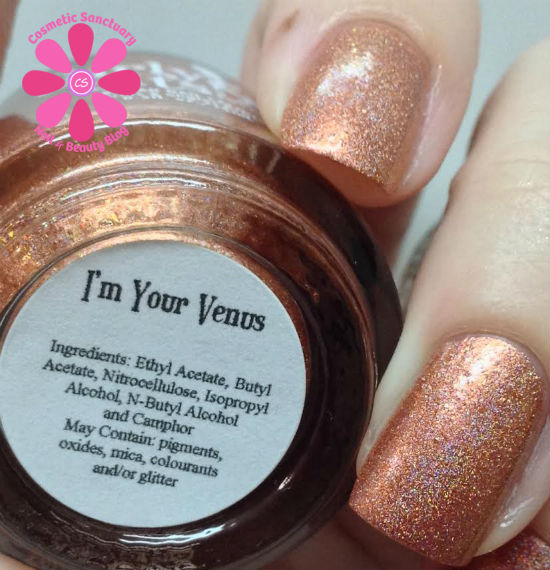 Cosmetic Sanctuary
CS
Beauty Blog
I'm Your Venus
Ingredients: Ethyl Acetate, Butyl
Acetate, Nitrocellulose, Isopropyl
Alcohol, N-Butyl Alcohol
and Camphor
May Contain: pigments,
oxides, mica, colourants
and/or glitter